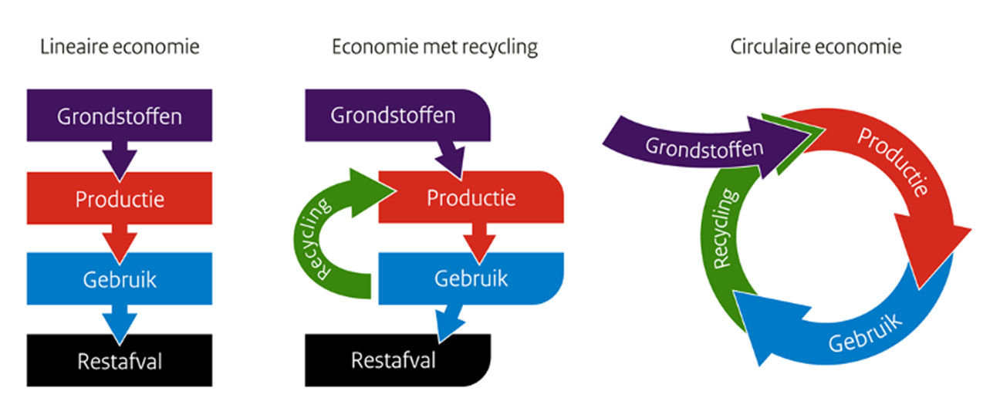 Lineaire economie
Grondstoffen
Productie
Gebruik
Restafval
Economie met recycling
Grondstoffen
Productie
Recycling
Gebruik
Restafval
Circulaire economie
Grondstoffen
Productie
Recycling
Gebruik